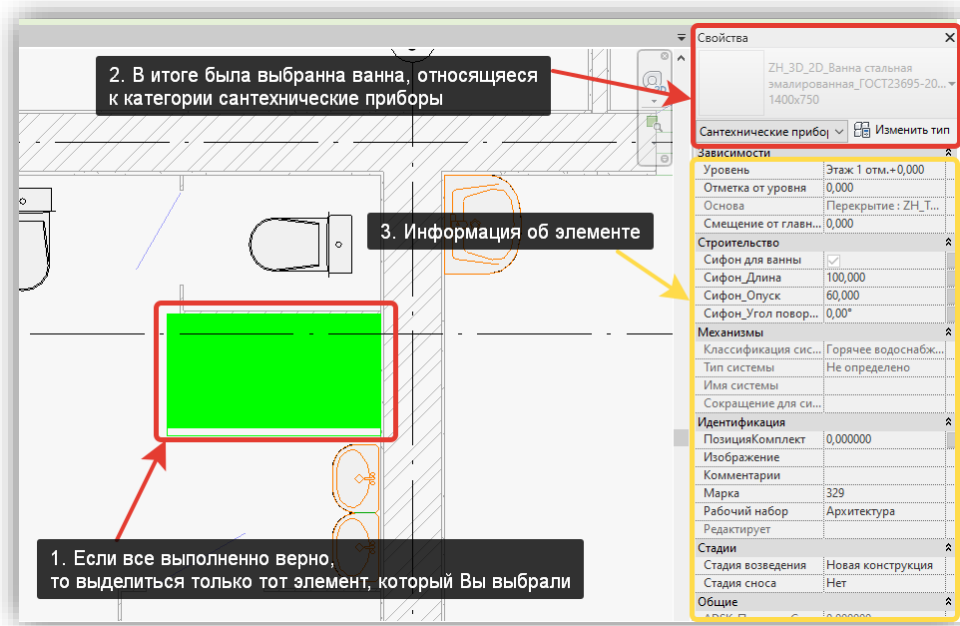 Свойства
2. В итоге была выбранна ванна, относящяеся
к категории сантехнические приборы
ZH_3D_2D_Ванна стальная
эмалированная_ГОСТ23695-20...
1400x750
2D
Сантехнические прибор
Изменить тип
Зависимости
Уровень Этаж 1 отм.+0,000
Отметка от уровня 0,000
Основа Перекрытие : ZH_T...
Смещение от главн... 0,000
3. Информация об элементе
Строительство
Сифон для ванны
Сифон_Длина 100,000
Сифон_Опуск 60,000
Сифон_Угол повор... 0,00°
Механизмы
Классификация сис... Горячее водоснабж...
Тип системы Не определено
Имя системы
Сокращение для си...
Идентификация
ПозицияКомплект 0,000000
Изображение
Комментарии
Марка 329
Рабочий набор Архитектура
Редактирует
Стадии
Стадия возведения Новая конструкция
Стадия сноса Нет
Общие
1. Если все выполненно верно,
то выделиться только тот элемент, который Вы выбрали